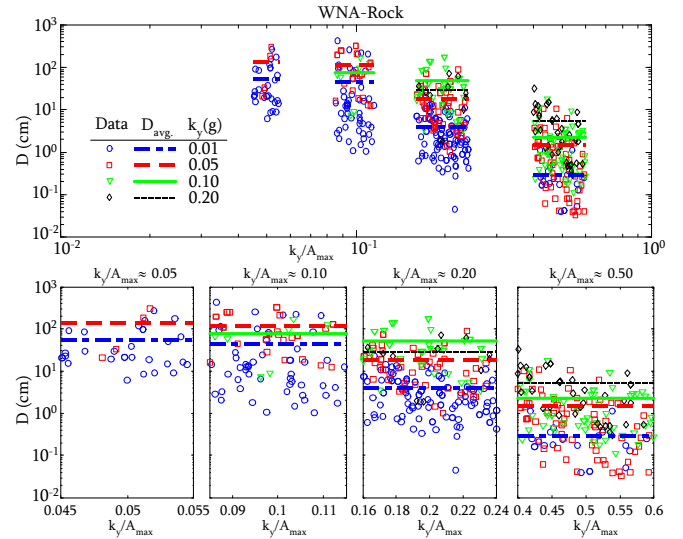 WNA-Rock
10^3
10^2
10^1
10^0
10^-1
10^-2
D (cm)
Data D_avg. k_y(g)
0.01
0.05
0.10
0.20
10^-2 10^-1 10^0
k_y/A_max
k_y/A_max ≈ 0.05 k_y/A_max ≈ 0.10 k_y/A_max ≈ 0.20 k_y/A_max ≈ 0.50
10^3
10^2
10^1
10^0
10^-1
10^-2
D (cm)
0.045 0.05 0.055 0.09 0.1 0.11 0.16 0.18 0.2 0.22 0.24 0.4 0.45 0.5 0.55 0.6
k_y/A_max k_y/A_max k_y/A_max k_y/A_max